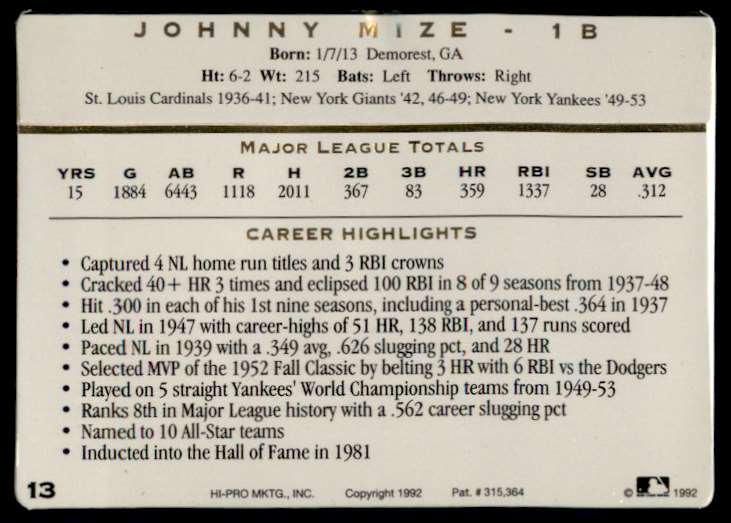 JOHNNY MIZE - 1B
Born: 1/7/13 Demorest, GA
Ht: 6-2 Wt: 215 Bats: Left Throws: Right
St. Louis Cardinals 1936-41; New York Giants '42, 46-49; New York Yankees '49-53
MAJOR LEAGUE TOTALS
YRS G AB R H 2B 3B HR RBI SB AVG
15 1884 6443 1118 2011 367 83 359 1337 28 .312
CAREER HIGHLIGHTS
• Captured 4 NL home run titles and 3 RBI crowns
• Cracked 40+ HR 3 times and eclipsed 100 RBI in 8 of 9 seasons from 1937-48
• Hit .300 in each of his 1st nine seasons, including a personal-best .364 in 1937
• Led NL in 1947 with career-highs of 51 HR, 138 RBI, and 137 runs scored
• Paced NL in 1939 with a .349 avg, .626 slugging pct, and 28 HR
• Selected MVP of the 1952 Fall Classic by belting 3 HR with 6 RBI vs the Dodgers
• Played on 5 straight Yankees' World Championship teams from 1949-53
• Ranks 8th in Major League history with a .562 career slugging pct
• Named to 10 All-Star teams
• Inducted into the Hall of Fame in 1981
13 HI-PRO MKTG., INC. Copyright 1992 Pat. # 315,364 © 1992